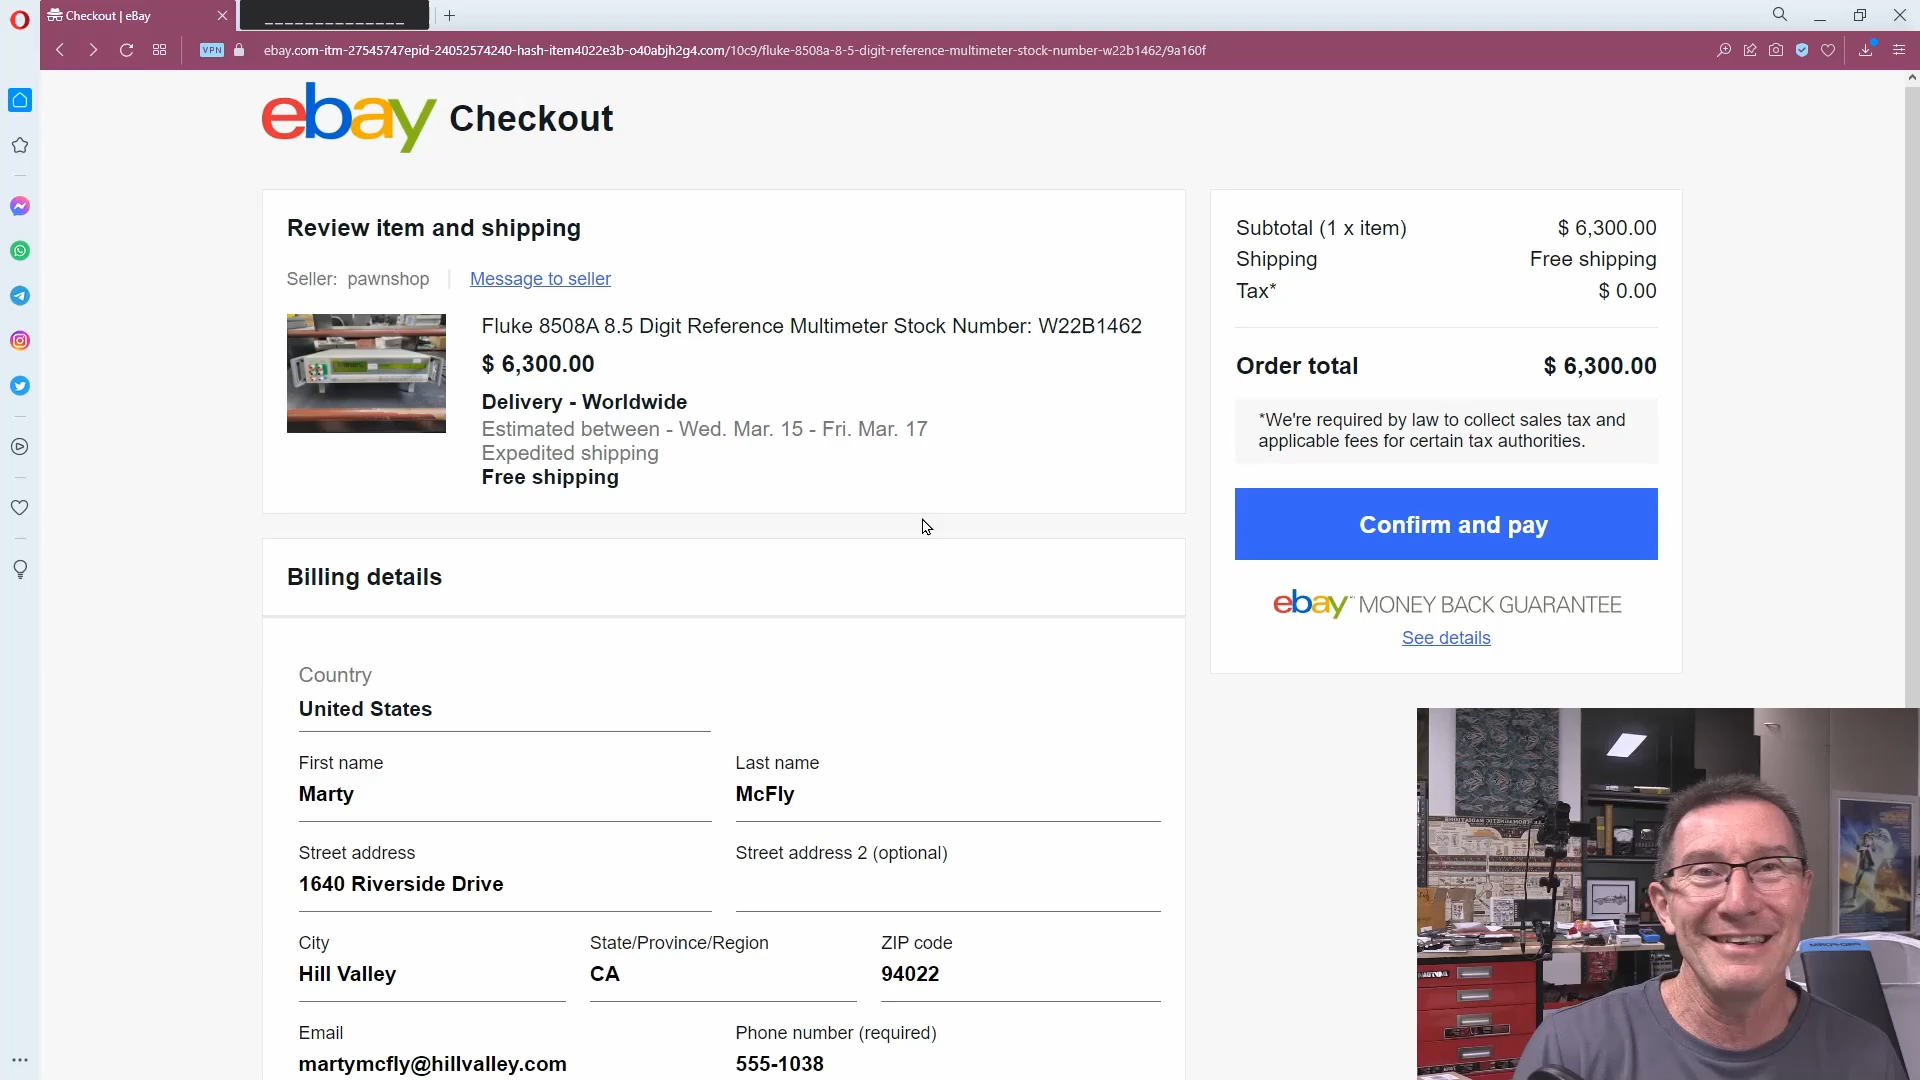 Checkout | eBay
______________
VPN
ebay.com-itm-27545747epid-24052574240-hash-item4022e3b-o40abjh2g4.com/10c9/fluke-8508a-8-5-digit-reference-multimeter-stock-number-w22b1462/9a160f
ebay Checkout
Review item and shipping
Seller: pawnshop
Message to seller
Fluke 8508A 8.5 Digit Reference Multimeter Stock Number: W22B1462
$ 6,300.00
Delivery - Worldwide
Estimated between - Wed. Mar. 15 - Fri. Mar. 17
Expedited shipping
Free shipping
Subtotal (1 x item) $ 6,300.00
Shipping Free shipping
Tax* $ 0.00
Order total $ 6,300.00
*We're required by law to collect sales tax and
applicable fees for certain tax authorities.
Confirm and pay
ebay MONEY BACK GUARANTEE
See details
Billing details
Country
United States
First name Last name
Marty McFly
Street address Street address 2 (optional)
1640 Riverside Drive
City State/Province/Region ZIP code
Hill Valley CA 94022
Email Phone number (required)
martymcfly@hillvalley.com 555-1038